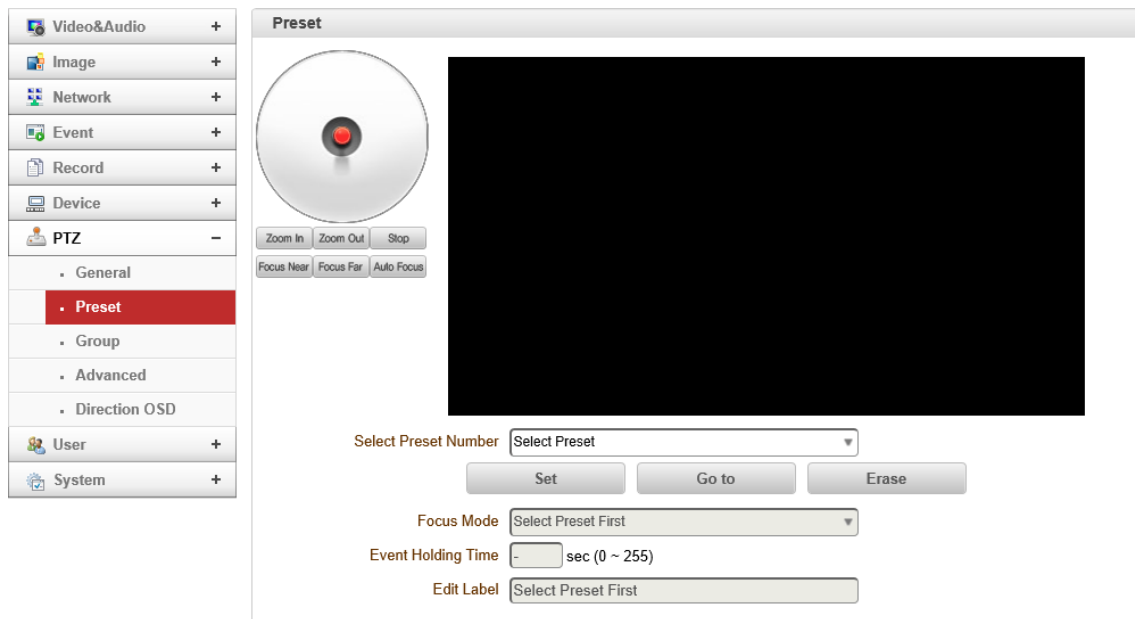 Video&Audio +
Image +
Network +
Event +
Record +
Device +
PTZ −
General
Preset
Group
Advanced
Direction OSD
User +
System +
Preset
Zoom In Zoom Out Stop
Focus Near Focus Far Auto Focus
Select Preset Number Select Preset
Set Go to Erase
Focus Mode Select Preset First
Event Holding Time - sec (0 ~ 255)
Edit Label Select Preset First